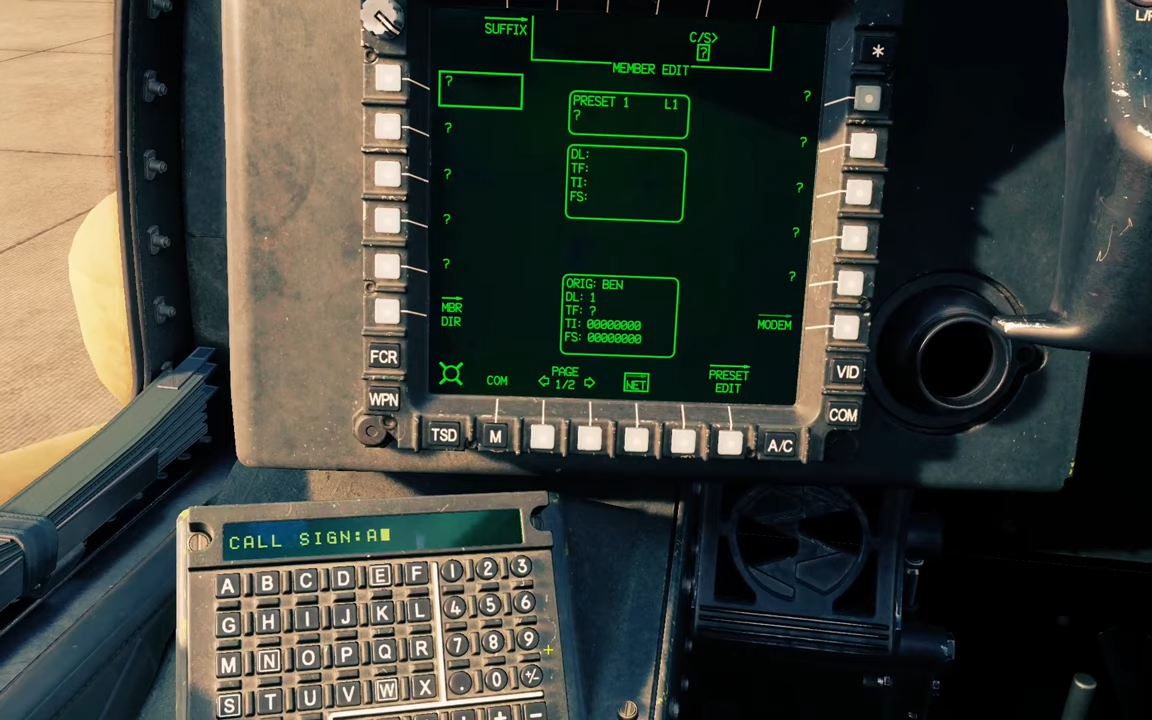 SUFFIX
C/S>
?
MEMBER EDIT
*
?
PRESET 1 L1
?
?
?
?
DL:
TF:
TI:
FS:
?
?
?
?
?
?
ORIG: BEN
DL: 1
TF: ?
TI: 00000000
FS: 00000000
MBR
DIR
MODEM
COM
PAGE
1/2
NET
PRESET
EDIT
FCR
WPN
VID
COM
TSD
M
A/C
CALL SIGN:A
A B C D E F 1 2 3
G H I J K L 4 5 6
M N O P Q R 7 8 9
S T U V W X . 0 +/-